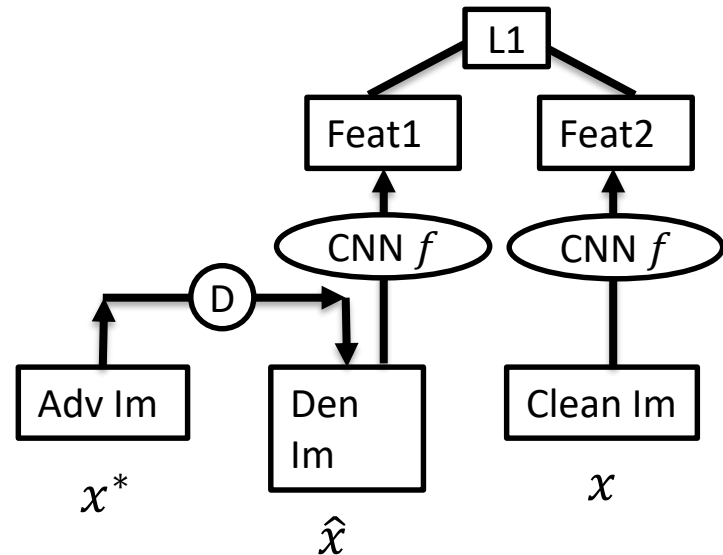 L1
Feat1
Feat2
CNN f
CNN f
D
Adv Im
Den
Im
Clean Im
x*
x̂
x